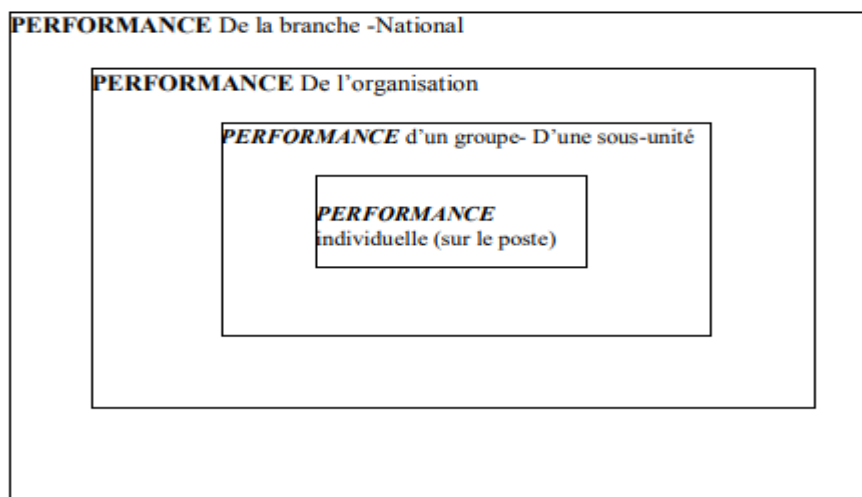 PERFORMANCE De la branche -National
PERFORMANCE De l'organisation
PERFORMANCE d'un groupe- D'une sous-unité
PERFORMANCE
individuelle (sur le poste)